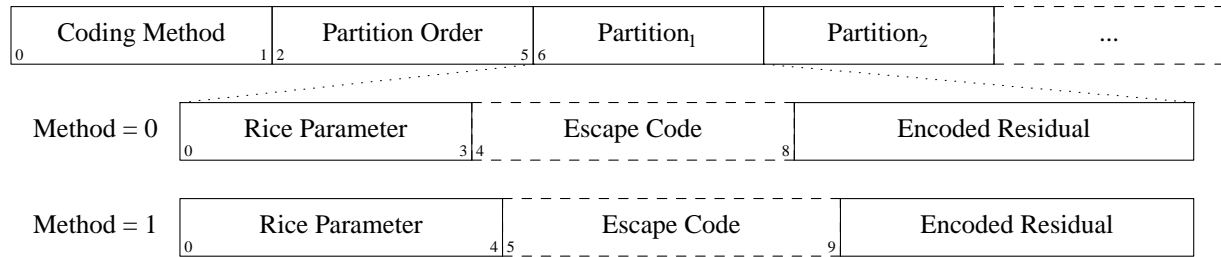 Coding Method Partition Order Partition1 Partition2 ...
0 1 2 5 6
Method = 0 Rice Parameter Escape Code Encoded Residual
0 3 4 8
Method = 1 Rice Parameter Escape Code Encoded Residual
0 4 5 9